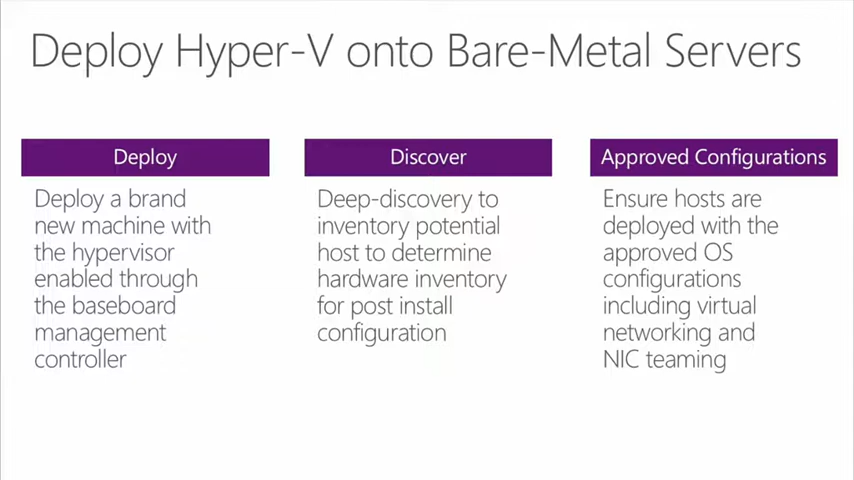 Deploy Hyper-V onto Bare-Metal Servers
Deploy
Deploy a brand
new machine with
the hypervisor
enabled through
the baseboard
management
controller
Discover
Deep-discovery to
inventory potential
host to determine
hardware inventory
for post install
configuration
Approved Configurations
Ensure hosts are
deployed with the
approved OS
configurations
including virtual
networking and
NIC teaming